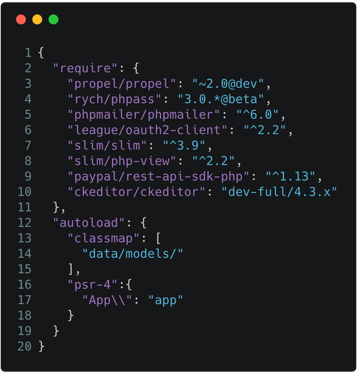 1 {
2   "require": {
3     "propel/propel": "~2.0@dev",
4     "rych/phpass": "3.0.*@beta",
5     "phpmailer/phpmailer": "^6.0",
6     "league/oauth2-client": "^2.2",
7     "slim/slim": "^3.9",
8     "slim/php-view": "^2.2",
9     "paypal/rest-api-sdk-php": "^1.13",
10     "ckeditor/ckeditor": "dev-full/4.3.x"
11   },
12   "autoload": {
13     "classmap": [
14       "data/models/"
15     ],
16     "psr-4":{
17       "App\\": "app"
18     }
19   }
20 }